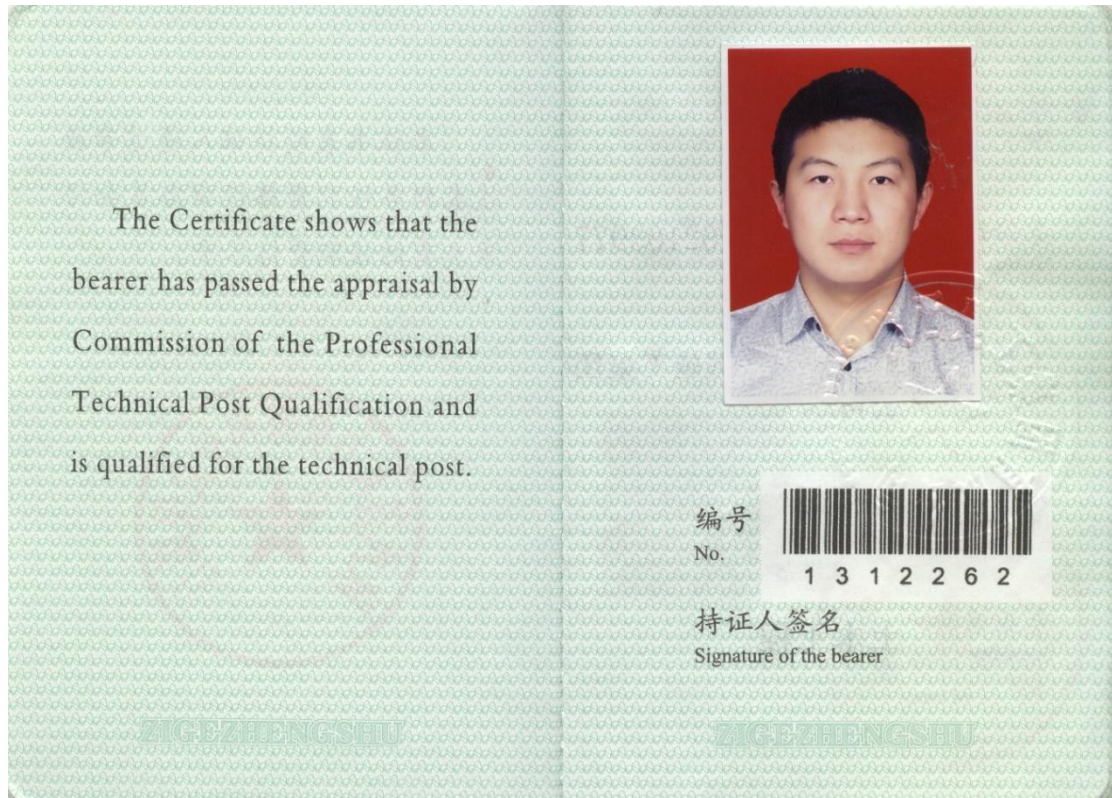 The Certificate shows that the
bearer has passed the appraisal by
Commission of the Professional
Technical Post Qualification and
is qualified for the technical post.
ZIGEZHENGSHU
编号
No.
1312262
持证人签名
Signature of the bearer
ZIGEZHENGSHU